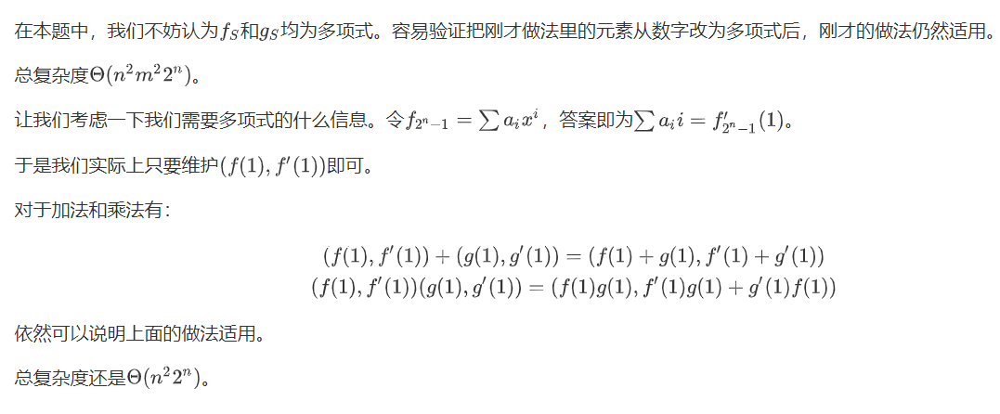 在本题中，我们不妨认为$f_S$和$g_S$均为多项式。容易验证把刚才做法里的元素从数字改为多项式后，刚才的做法仍然适用。
总复杂度$\Theta(n^2m^22^n)$。
让我们考虑一下我们需要多项式的什么信息。令$f_{2^n-1}=\sum a_ix^i$，答案即为$\sum a_ii=f'_{2^n-1}(1)$。
于是我们实际上只要维护$(f(1),f'(1))$即可。
对于加法和乘法有：
$(f(1),f'(1))+(g(1),g'(1))=(f(1)+g(1),f'(1)+g'(1))$
$(f(1),f'(1))(g(1),g'(1))=(f(1)g(1),f'(1)g(1)+g'(1)f(1))$
依然可以说明上面的做法适用。
总复杂度还是$\Theta(n^22^n)$。